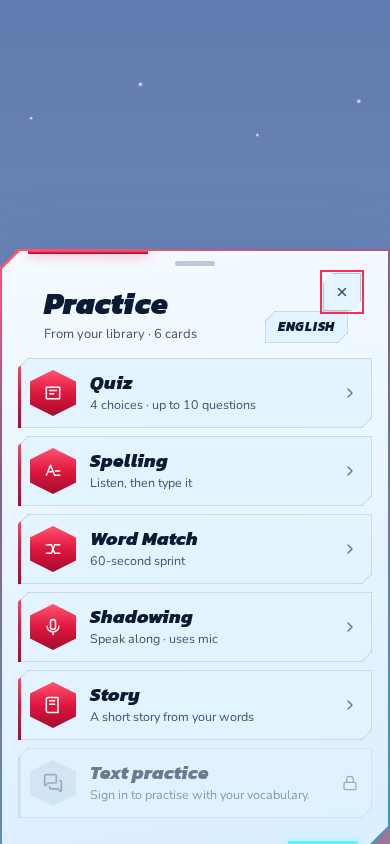 Practice
From your library · 6 cards
ENGLISH
Quiz
4 choices · up to 10 questions
Spelling
Listen, then type it
Word Match
60-second sprint
Shadowing
Speak along · uses mic
Story
A short story from your words
Text practice
Sign in to practise with your vocabulary.